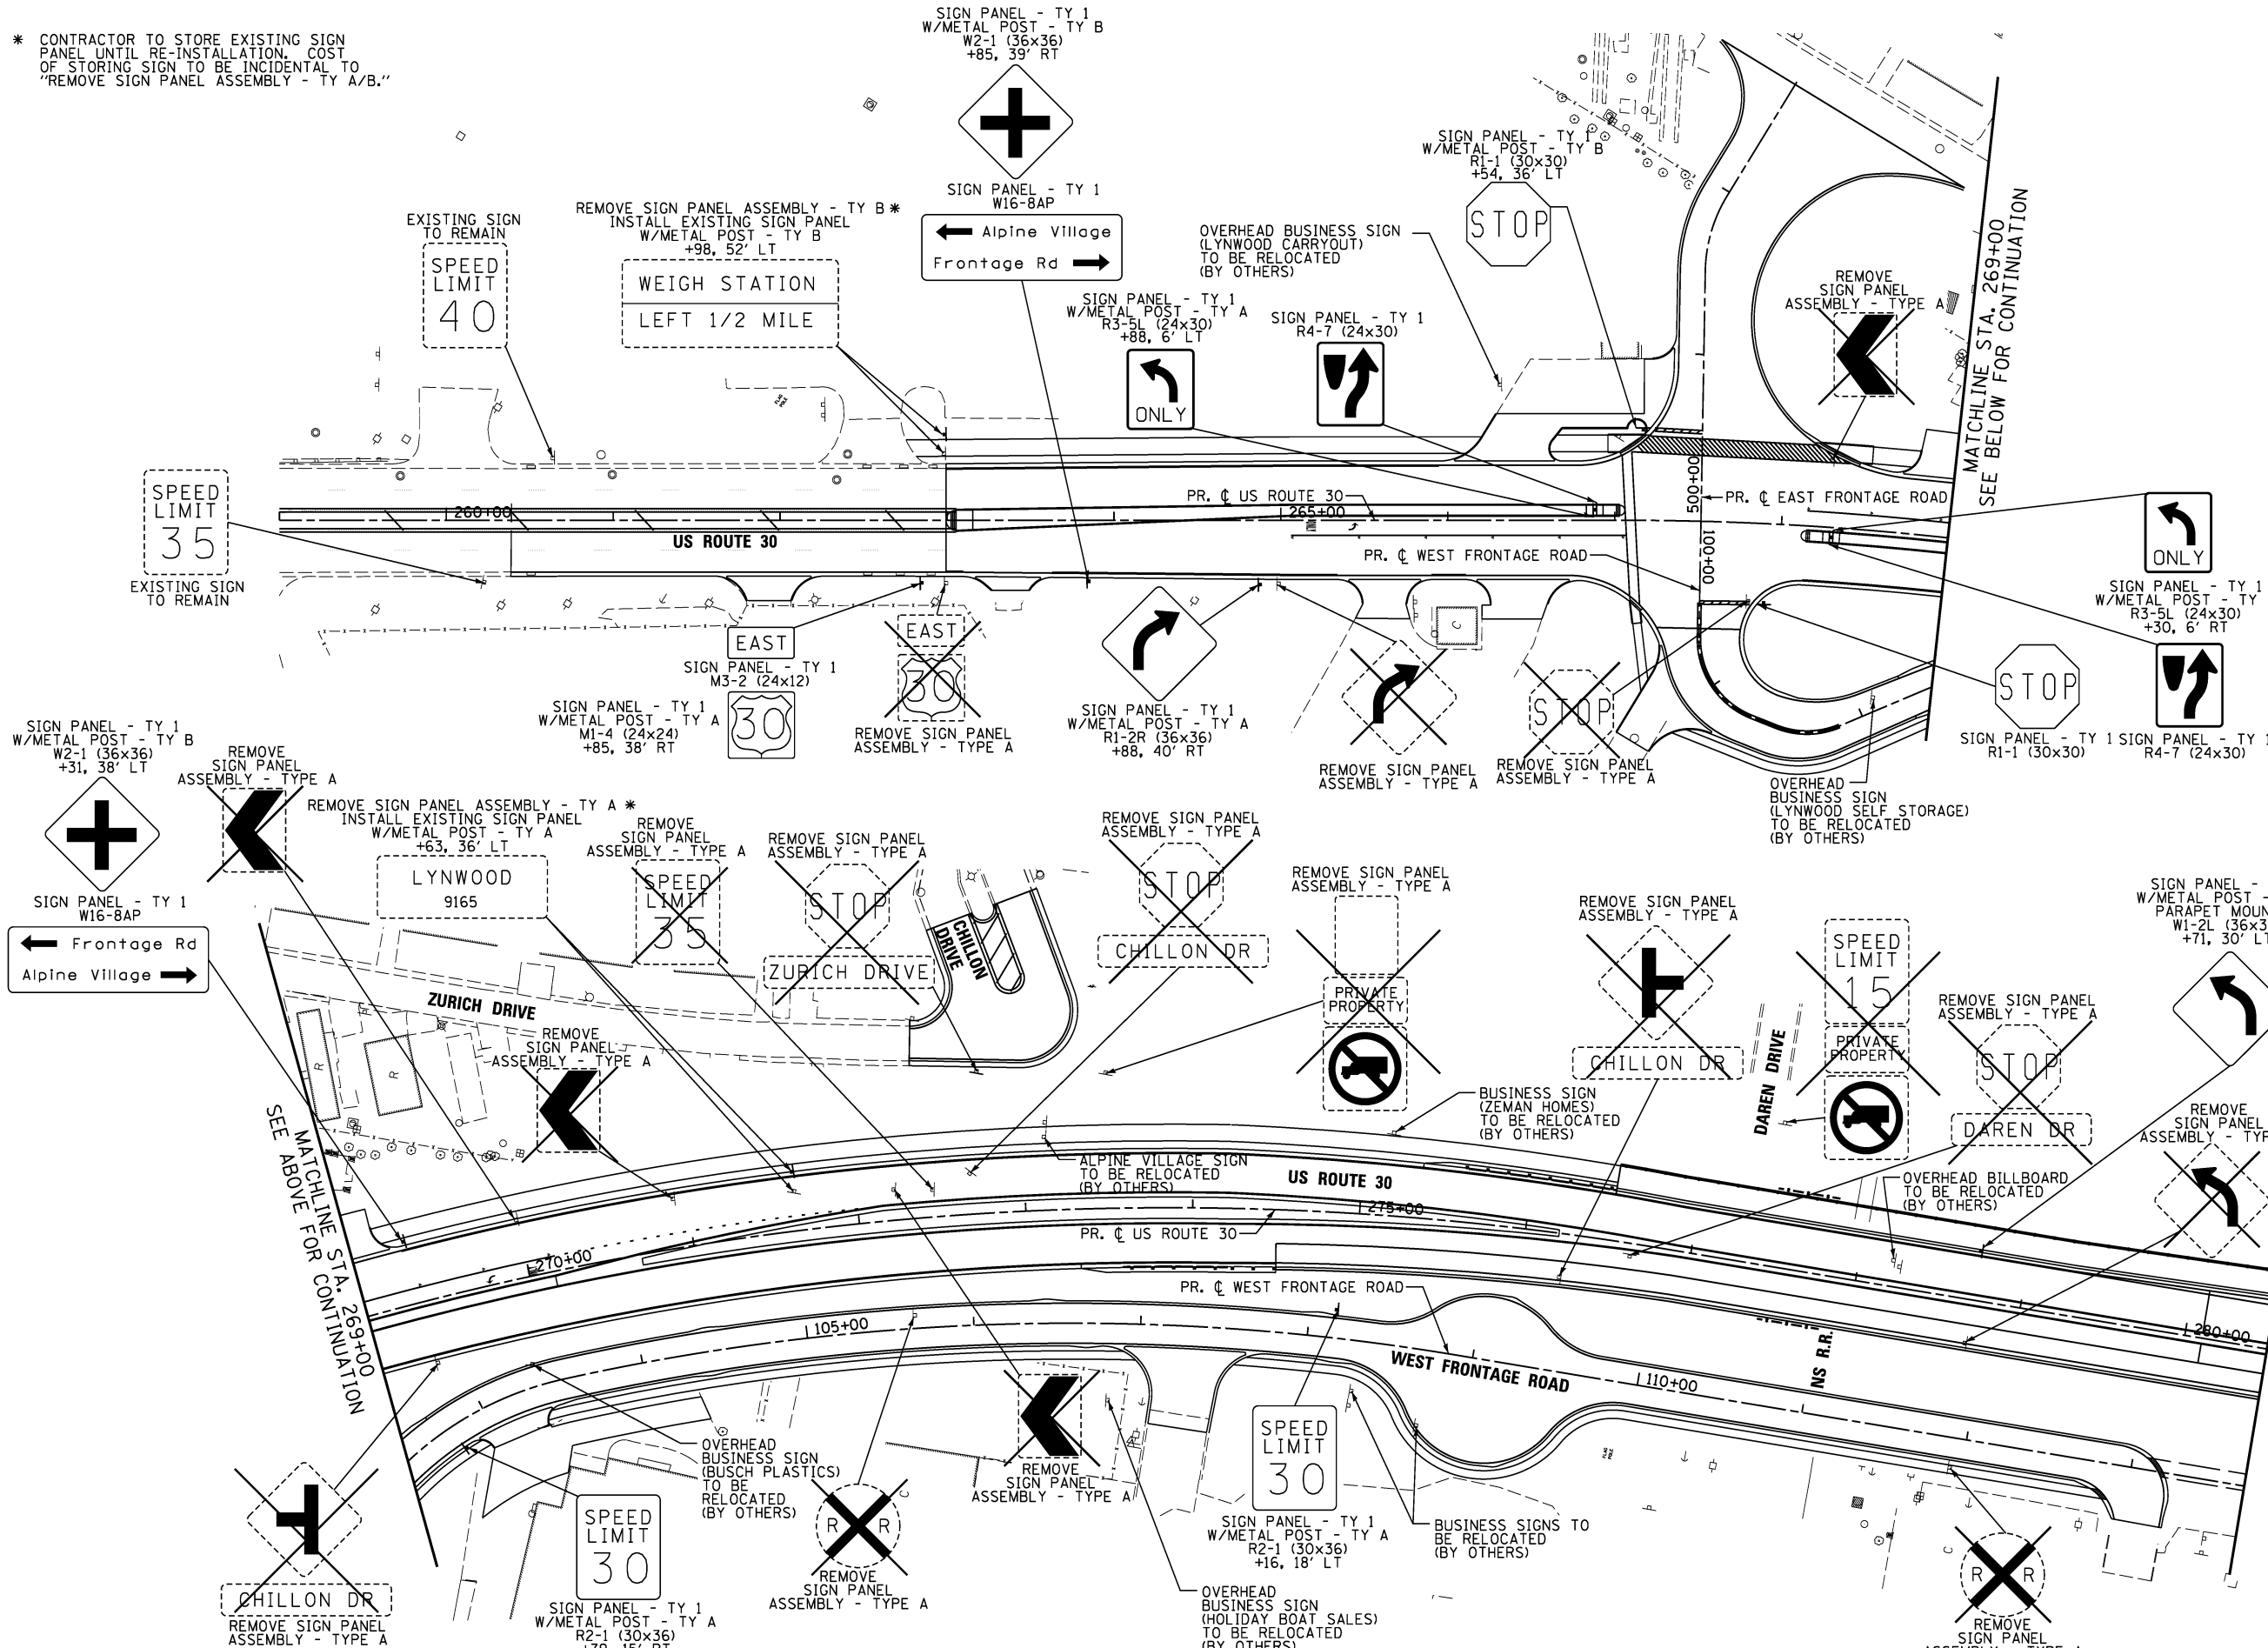 * CONTRACTOR TO STORE EXISTING SIGN
PANEL UNTIL RE-INSTALLATION. COST
OF STORING SIGN TO BE INCIDENTAL TO
"REMOVE SIGN PANEL ASSEMBLY - TY A/B."
SIGN PANEL - TY 1
W/METAL POST - TY B
W2-1 (36x36)
+85, 39' RT
SIGN PANEL - TY 1
W16-8AP
← Alpine Village
Frontage Rd →
EXISTING SIGN
TO REMAIN
SPEED
LIMIT
40
REMOVE SIGN PANEL ASSEMBLY - TY B *
INSTALL EXISTING SIGN PANEL
W/METAL POST - TY B
+98, 52' LT
WEIGH STATION
LEFT 1/2 MILE
OVERHEAD BUSINESS SIGN
(LYNWOOD CARRYOUT)
TO BE RELOCATED
(BY OTHERS)
SIGN PANEL - TY 1
W/METAL POST - TY B
R1-1 (30x30)
+54, 36' LT
STOP
SIGN PANEL - TY 1
W/METAL POST - TY A
R3-5L (24x30)
+88, 6' LT
ONLY
SIGN PANEL - TY 1
R4-7 (24x30)
REMOVE
SIGN PANEL
ASSEMBLY - TYPE A
MATCHLINE STA. 269+00
SEE BELOW FOR CONTINUATION
FLAG
POLE
SPEED
LIMIT
35
EXISTING SIGN
TO REMAIN
260+00
US ROUTE 30
PR. ℄ US ROUTE 30
265+00
500+00
PR. ℄ EAST FRONTAGE ROAD
PR. ℄ WEST FRONTAGE ROAD
100+00
C
ONLY
SIGN PANEL - TY 1
W/METAL POST - TY
R3-5L (24x30)
+30, 6' RT
EAST
SIGN PANEL - TY 1
M3-2 (24x12)
SIGN PANEL - TY 1
W/METAL POST - TY A
M1-4 (24x24)
+85, 38' RT
30
EAST
30
REMOVE SIGN PANEL
ASSEMBLY - TYPE A
SIGN PANEL - TY 1
W/METAL POST - TY A
R1-2R (36x36)
+88, 40' RT
REMOVE SIGN PANEL
ASSEMBLY - TYPE A
STOP
REMOVE SIGN PANEL
ASSEMBLY - TYPE A
STOP
SIGN PANEL - TY 1
R1-1 (30x30)
SIGN PANEL - TY 1
R4-7 (24x30)
OVERHEAD
BUSINESS SIGN
(LYNWOOD SELF STORAGE)
TO BE RELOCATED
(BY OTHERS)
SIGN PANEL - TY 1
W/METAL POST - TY B
W2-1 (36x36)
+31, 38' LT
SIGN PANEL - TY 1
W16-8AP
← Frontage Rd
Alpine Village →
REMOVE
SIGN PANEL
ASSEMBLY - TYPE A
REMOVE SIGN PANEL ASSEMBLY - TY A *
INSTALL EXISTING SIGN PANEL
W/METAL POST - TY A
+63, 36' LT
LYNWOOD
9165
REMOVE
SIGN PANEL
ASSEMBLY - TYPE A
SPEED
LIMIT
35
REMOVE SIGN PANEL
ASSEMBLY - TYPE A
STOP
ZURICH DRIVE
CHILLON
DRIVE
REMOVE SIGN PANEL
ASSEMBLY - TYPE A
STOP
CHILLON DR
REMOVE SIGN PANEL
ASSEMBLY - TYPE A
PRIVATE
PROPERTY
REMOVE SIGN PANEL
ASSEMBLY - TYPE A
CHILLON DR
DAREN DRIVE
SPEED
LIMIT
15
PRIVATE
PROPERTY
REMOVE SIGN PANEL
ASSEMBLY - TYPE A
STOP
DAREN DR
SIGN PANEL -
W/METAL POST -
PARAPET MOUN
W1-2L (36x3
+71, 30' LT
REMOVE
SIGN PANEL
ASSEMBLY - TYP
ZURICH DRIVE
R
R
REMOVE
SIGN PANEL
ASSEMBLY - TYPE A
BUSINESS SIGN
(ZEMAN HOMES)
TO BE RELOCATED
(BY OTHERS)
ALPINE VILLAGE SIGN
TO BE RELOCATED
(BY OTHERS)
US ROUTE 30
OVERHEAD BILLBOARD
TO BE RELOCATED
(BY OTHERS)
MATCHLINE STA. 269+00
SEE ABOVE FOR CONTINUATION
270+00
PR. ℄ US ROUTE 30
275+00
280+00
PR. ℄ WEST FRONTAGE ROAD
105+00
WEST FRONTAGE ROAD
110+00
NS R.R.
FLAG
POLE
CHILLON DR
REMOVE SIGN PANEL
ASSEMBLY - TYPE A
SPEED
LIMIT
30
SIGN PANEL - TY 1
W/METAL POST - TY A
R2-1 (30x36)
OVERHEAD
BUSINESS SIGN
(BUSCH PLASTICS)
TO BE
RELOCATED
(BY OTHERS)
C
R R
REMOVE
SIGN PANEL
ASSEMBLY - TYPE A
REMOVE
SIGN PANEL
ASSEMBLY - TYPE A
OVERHEAD
BUSINESS SIGN
(HOLIDAY BOAT SALES)
TO BE RELOCATED
(BY OTHERS)
SPEED
LIMIT
30
SIGN PANEL - TY 1
W/METAL POST - TY A
R2-1 (30x36)
+16, 18' LT
BUSINESS SIGNS TO
BE RELOCATED
(BY OTHERS)
C
R R
REMOVE
SIGN PANEL